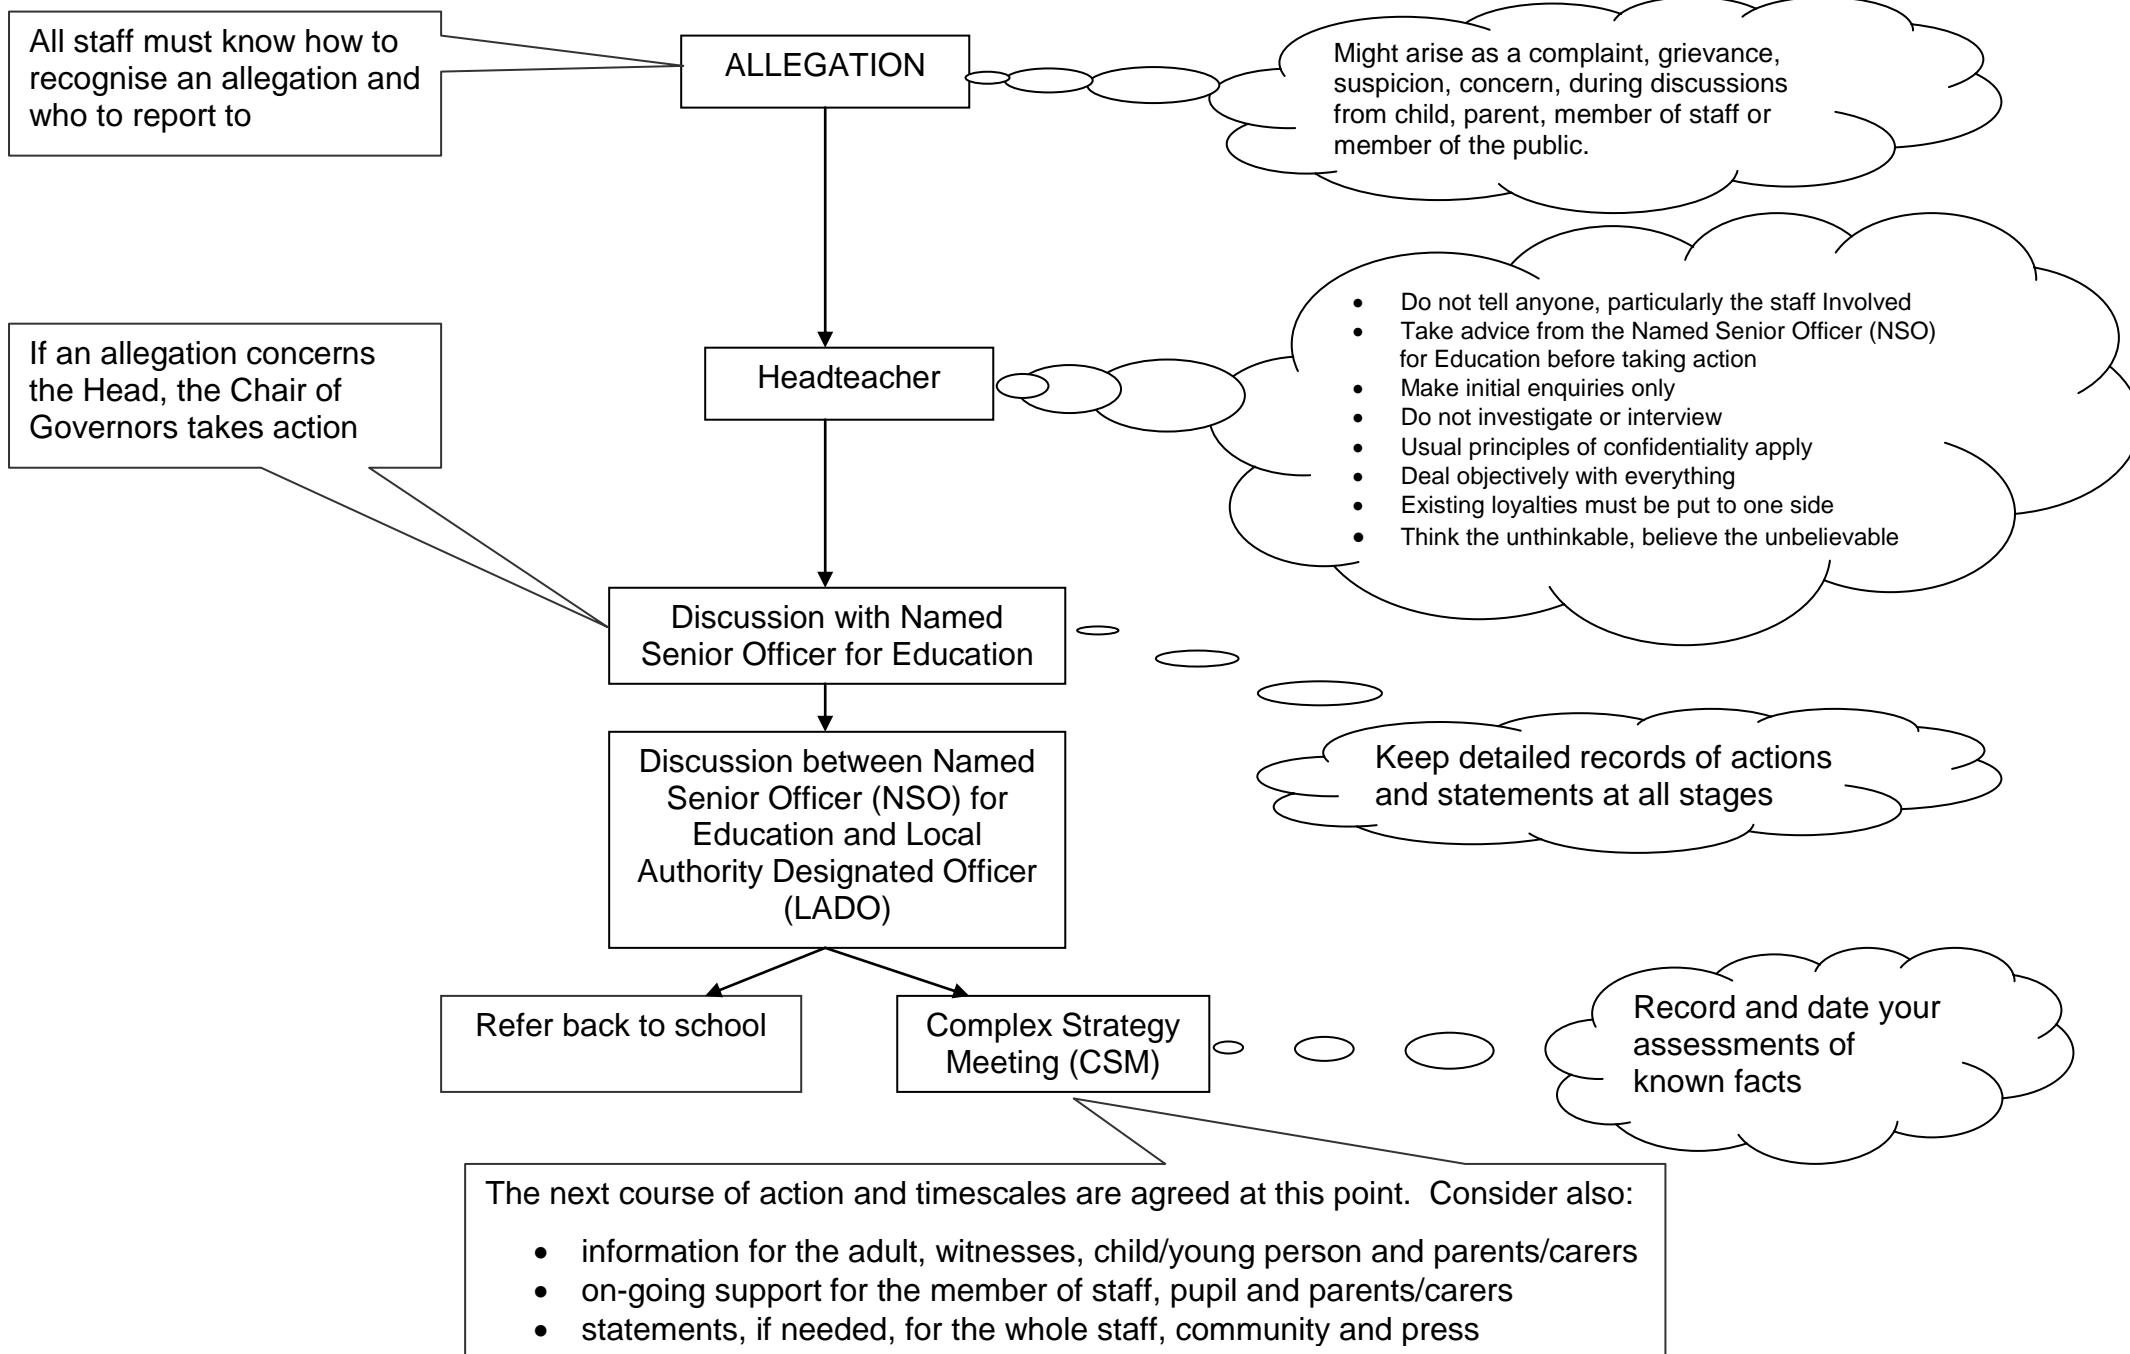 All staff must know how to
recognise an allegation and
who to report to
ALLEGATION
Might arise as a complaint, grievance,
suspicion, concern, during discussions
from child, parent, member of staff or
member of the public.
If an allegation concerns
the Head, the Chair of
Governors takes action
Headteacher
• Do not tell anyone, particularly the staff Involved
• Take advice from the Named Senior Officer (NSO)
for Education before taking action
• Make initial enquiries only
• Do not investigate or interview
• Usual principles of confidentiality apply
• Deal objectively with everything
• Existing loyalties must be put to one side
• Think the unthinkable, believe the unbelievable
Discussion with Named
Senior Officer for Education
Keep detailed records of actions
and statements at all stages
Discussion between Named
Senior Officer (NSO) for
Education and Local
Authority Designated Officer
(LADO)
Refer back to school
Complex Strategy
Meeting (CSM)
Record and date your
assessments of
known facts
The next course of action and timescales are agreed at this point.  Consider also:
• information for the adult, witnesses, child/young person and parents/carers
• on-going support for the member of staff, pupil and parents/carers
• statements, if needed, for the whole staff, community and press